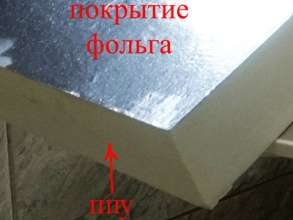 покрытие
фольга
ппу